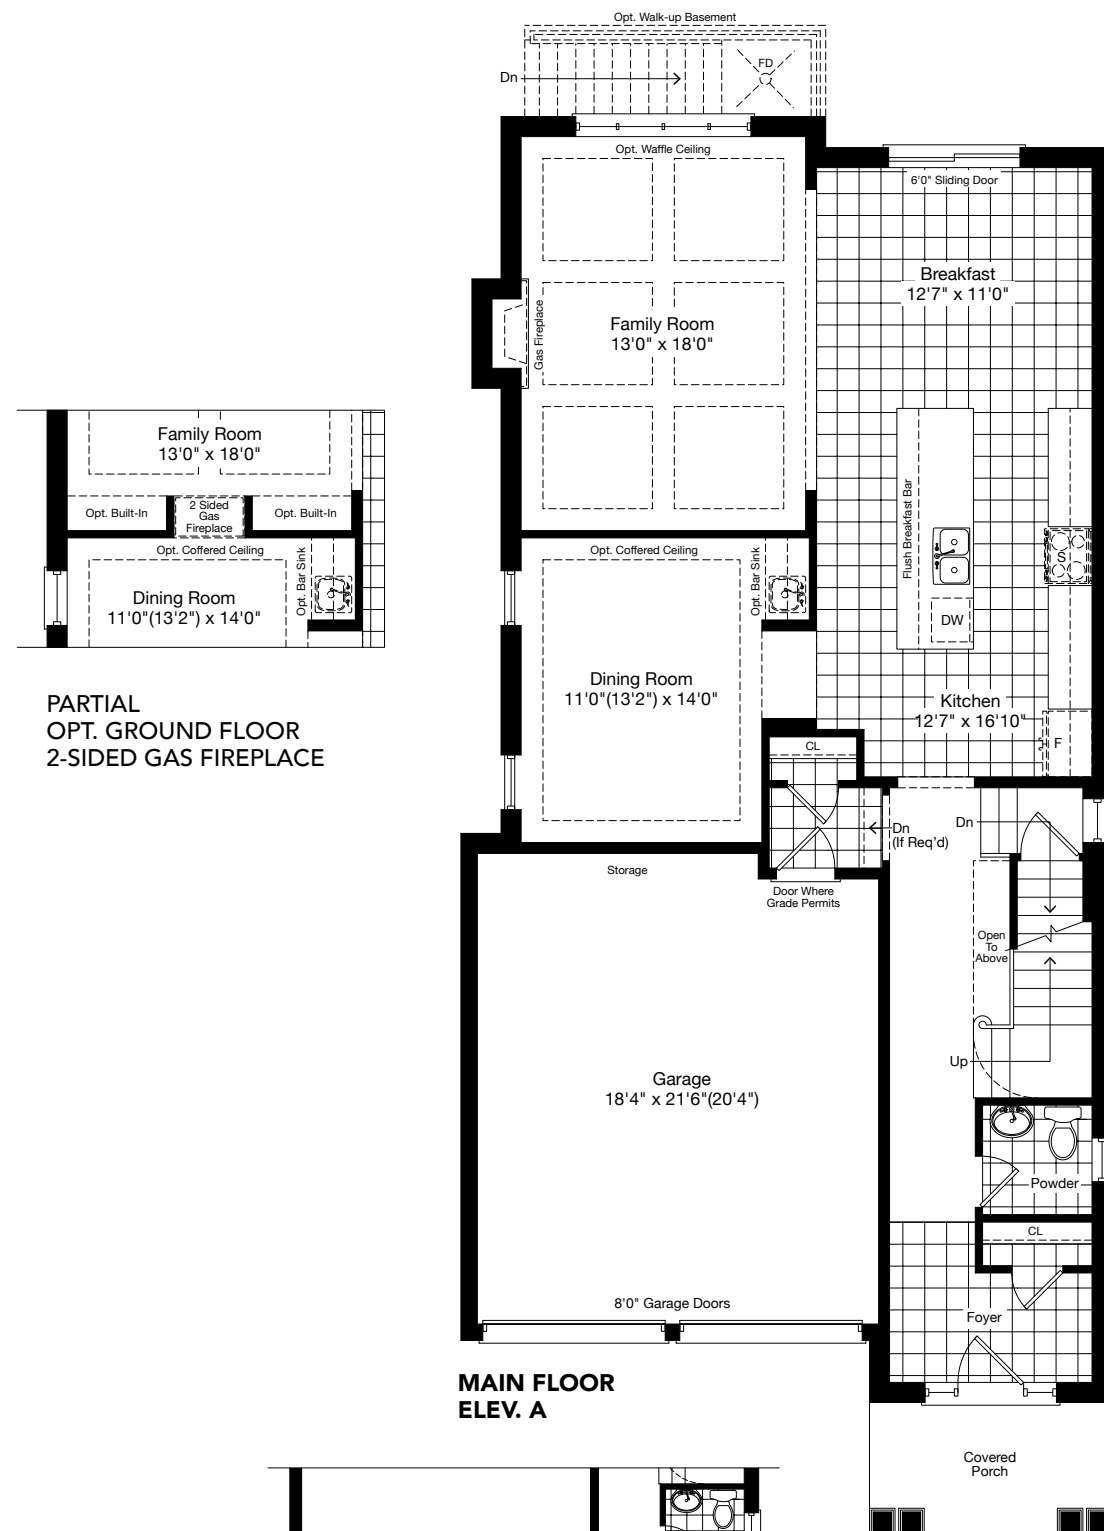 Opt. Walk-up Basement
Dn
FD
Opt. Waffle Ceiling
6'0" Sliding Door
Breakfast
12'7" x 11'0"
Gas Fireplace
Family Room
13'0" x 18'0"
Family Room
13'0" x 18'0"
Opt. Built-In
2 Sided
Gas
Fireplace
Opt. Built-In
Opt. Coffered Ceiling
Opt. Bar Sink
Dining Room
11'0"(13'2") x 14'0"
PARTIAL
OPT. GROUND FLOOR
2-SIDED GAS FIREPLACE
Opt. Coffered Ceiling
Opt. Bar Sink
Flush Breakfast Bar
S
DW
Dining Room
11'0"(13'2") x 14'0"
Kitchen
12'7" x 16'10"
F
CL
Dn
(If Req'd)
Dn
Storage
Door Where
Grade Permits
Open
To
Above
Up
Garage
18'4" x 21'6"(20'4")
Powder
CL
Foyer
8'0" Garage Doors
MAIN FLOOR
ELEV. A
Covered
Porch